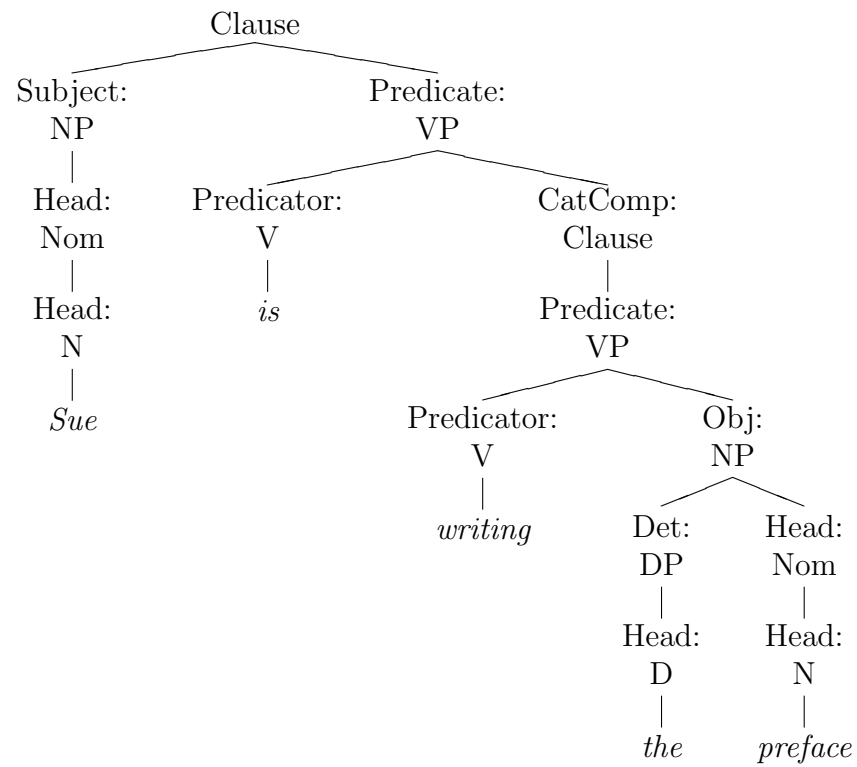 Clause
Subject: Predicate:
NP VP
Head: Predicator: CatComp:
Nom V Clause
Head: is Predicate:
N VP
Sue Predicator: Obj:
V NP
writing Det: Head:
DP Nom
Head: Head:
D N
the preface